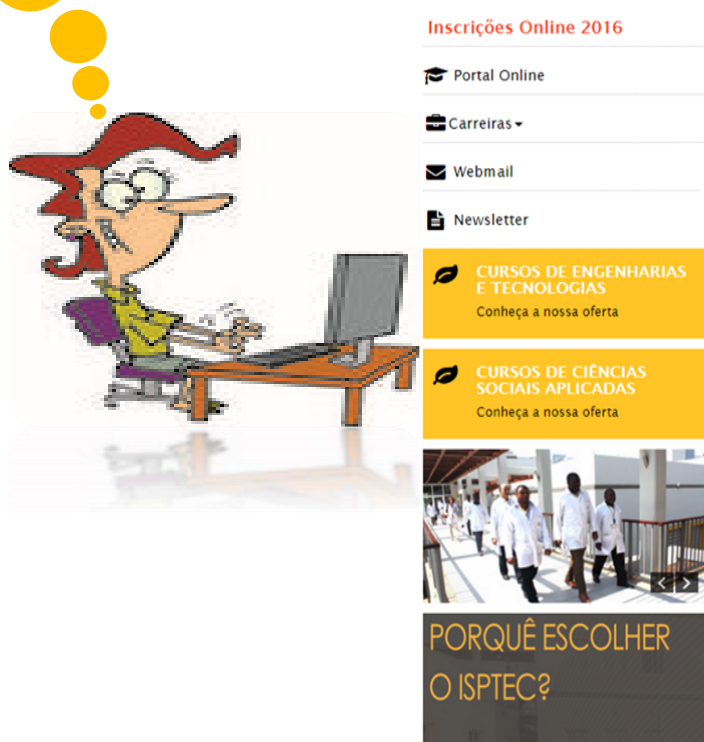 Inscrições Online 2016
Portal Online
Carreiras
Webmail
Newsletter
CURSOS DE ENGENHARIAS
E TECNOLOGIAS
Conheça a nossa oferta
CURSOS DE CIÊNCIAS
SOCIAIS APLICADAS
Conheça a nossa oferta
PORQUÊ ESCOLHER
O ISPTEC?